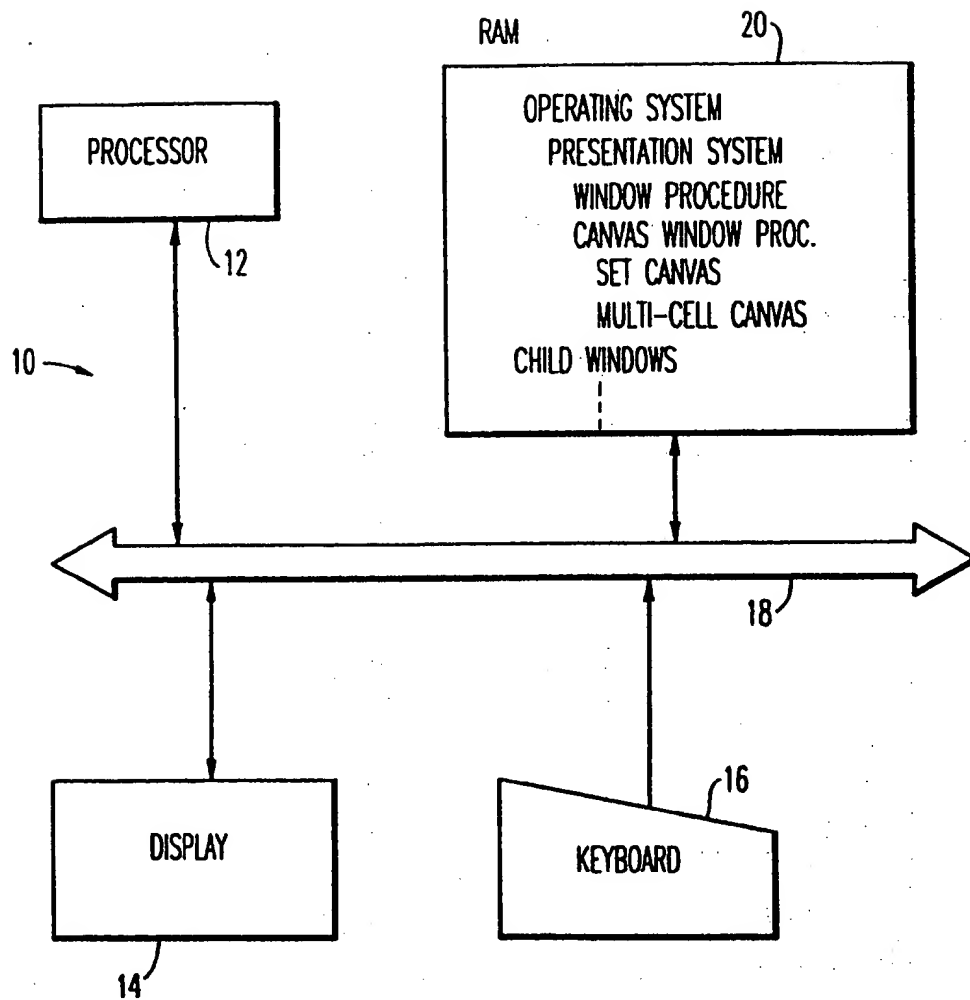 RAM
20
PROCESSOR
12
OPERATING SYSTEM
PRESENTATION SYSTEM
WINDOW PROCEDURE
CANVAS WINDOW PROC.
SET CANVAS
MULTI-CELL CANVAS
CHILD WINDOWS
10
18
DISPLAY
14
16
KEYBOARD